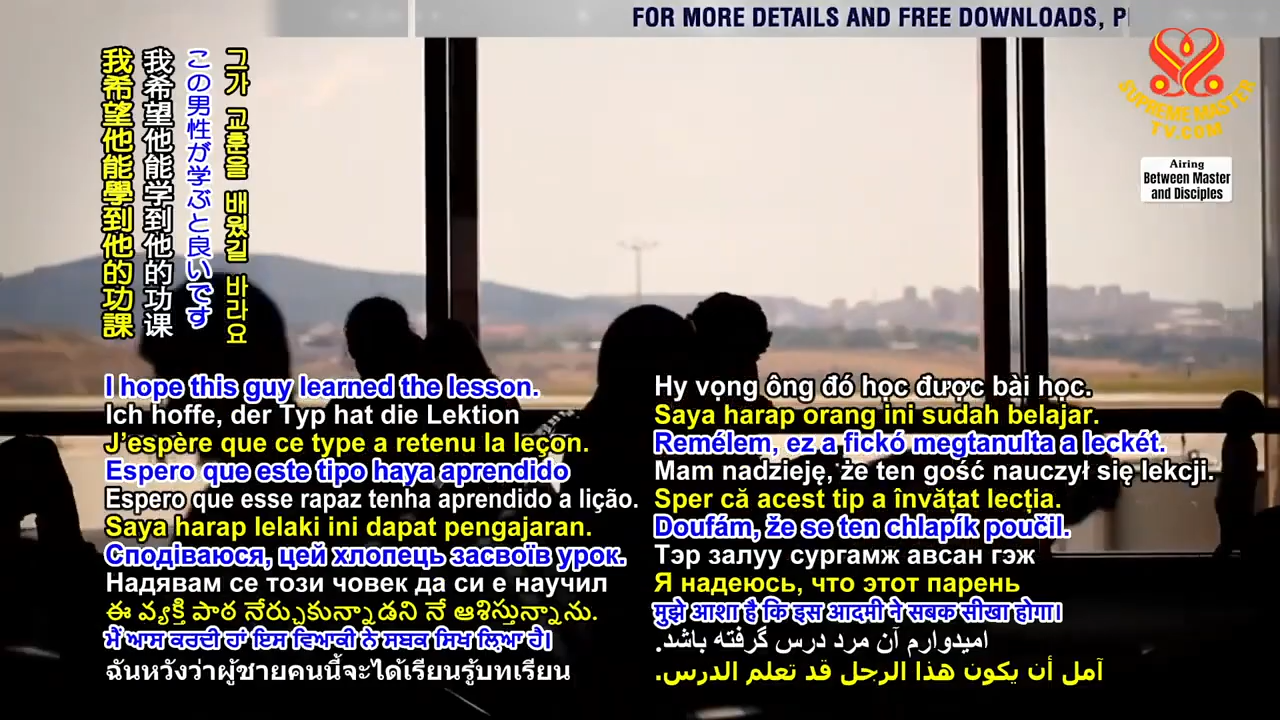 FOR MORE DETAILS AND FREE DOWNLOADS, P
SUPREME MASTER
TV.COM
Airing
Between Master
and Disciples
我希望他能學到他的功課
我希望他能学到他的功课
この男性が学ぶと良いです
그가 교훈을 배웠길 바라요
I hope this guy learned the lesson.
Ich hoffe, der Typ hat die Lektion
J'espère que ce type a retenu la leçon.
Espero que este tipo haya aprendido
Espero que esse rapaz tenha aprendido a lição.
Saya harap lelaki ini dapat pengajaran.
Сподіваюся, цей хлопець засвоїв урок.
Надявам се този човек да си е научил
ఈ వ్యక్తి పాఠ నేర్చుకున్నాడని నే ఆశిస్తున్నాను.
ਮੈਂ ਆਸ ਕਰਦੀ ਹਾਂ ਇਸ ਵਿਆਕੀ ਨੇ ਸਬਕ ਸਿਖ ਲਿਆ ਹੈ।
ฉันหวังว่าผู้ชายคนนี้จะได้เรียนรู้บทเรียน
Hy vọng ông đó học được bài học.
Saya harap orang ini sudah belajar.
Remélem, ez a fickó megtanulta a leckét.
Mam nadzieję, że ten gość nauczył się lekcji.
Sper că acest tip a învățat lecția.
Doufám, že se ten chlapík poučil.
Тэр залуу сургамж авсан гэж
Я надеюсь, что этот парень
मुझे आशा है कि इस आदमी ने सबक सीखा होगा।
امیدوارم آن مرد درس گرفته باشد.
آمل أن يكون هذا الرجل قد تعلم الدرس.